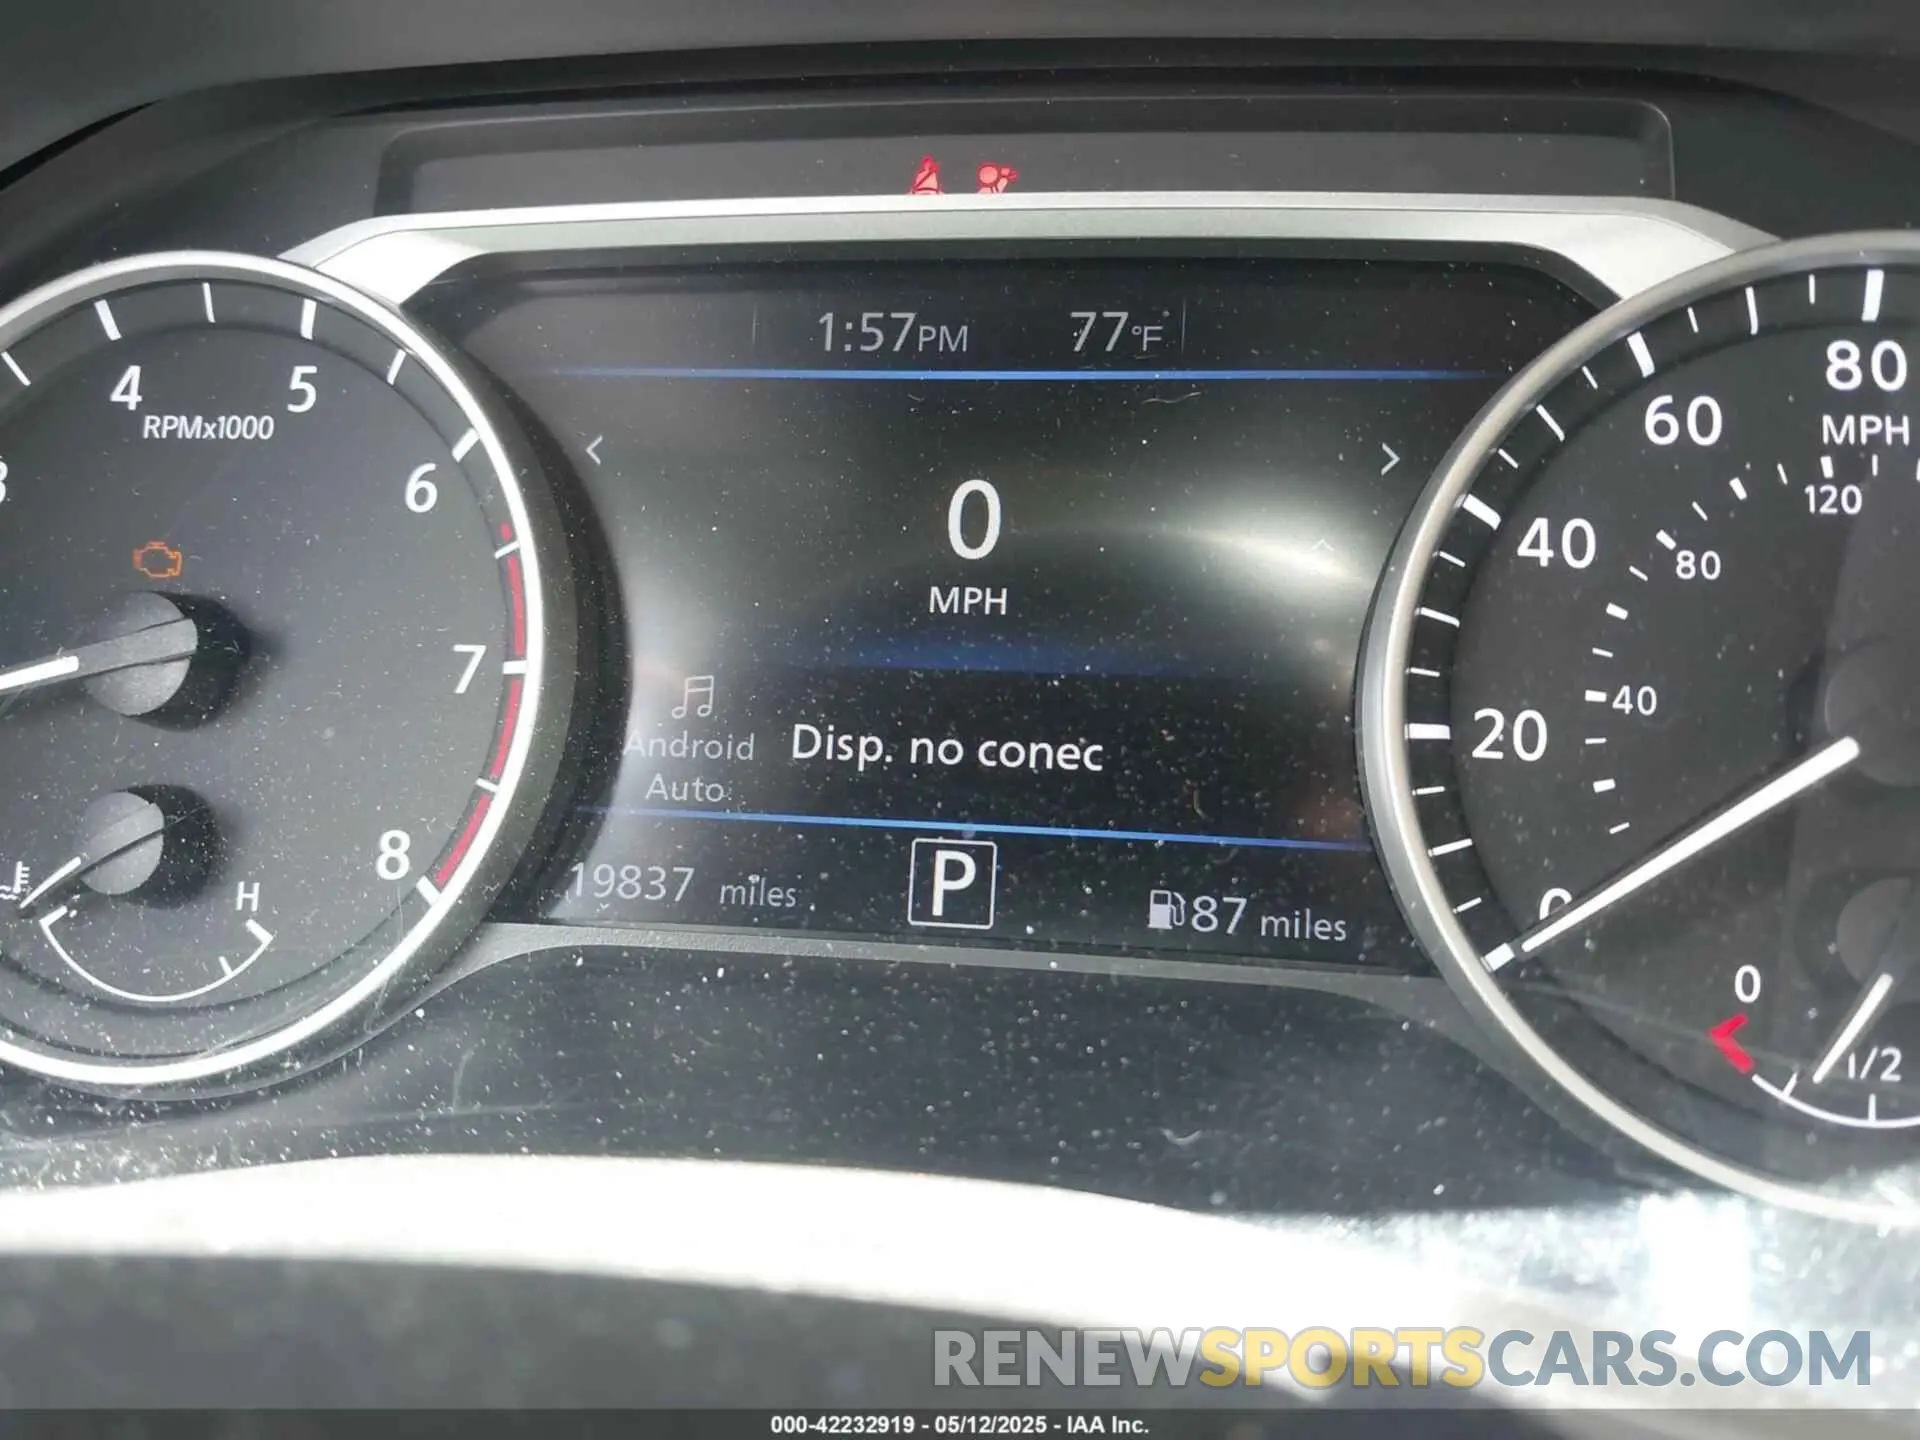 1:57PM 77°F
4 5 6 7 8
RPMx1000
H
0
MPH
Android
Auto
Disp. no conec
19837 miles
P
87 miles
0 20 40 60 80
MPH
40 80 120
0
1/2
RENEWSPORTSCARS.COM
000-42232919 - 05/12/2025 - IAA Inc.